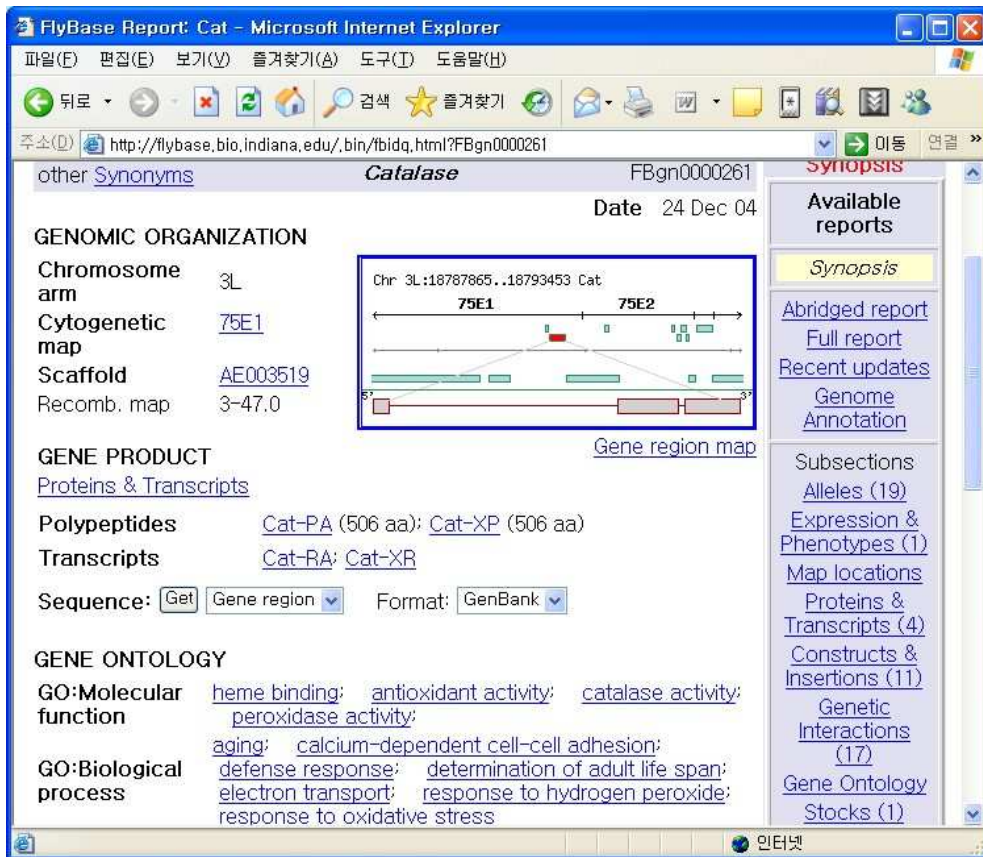 FlyBase Report: Cat - Microsoft Internet Explorer
파일(F) 편집(E) 보기(V) 즐겨찾기(A) 도구(T) 도움말(H)
뒤로 검색 즐겨찾기
주소(D) http://flybase.bio.indiana.edu/.bin/fbidq.html?FBgn0000261 이동 연결 »
other Synonyms Catalase FBgn0000261
Date 24 Dec 04
GENOMIC ORGANIZATION
Chromosome arm 3L
Cytogenetic map 75E1
Scaffold AE003519
Recomb. map 3-47.0
Chr 3L:18787865..18793453 Cat
75E1 75E2
5' 3'
Gene region map
GENE PRODUCT
Proteins & Transcripts
Polypeptides Cat-PA (506 aa); Cat-XP (506 aa)
Transcripts Cat-RA; Cat-XR
Sequence: Get Gene region Format: GenBank
GENE ONTOLOGY
GO:Molecular function heme binding; antioxidant activity; catalase activity;
peroxidase activity;
GO:Biological process aging; calcium-dependent cell-cell adhesion;
defense response; determination of adult life span;
electron transport; response to hydrogen peroxide;
response to oxidative stress
Synopsis
Available reports
Synopsis
Abridged report
Full report
Recent updates
Genome Annotation
Subsections
Alleles (19)
Expression & Phenotypes (1)
Map locations
Proteins & Transcripts (4)
Constructs & Insertions (11)
Genetic Interactions (17)
Gene Ontology
Stocks (1)
인터넷